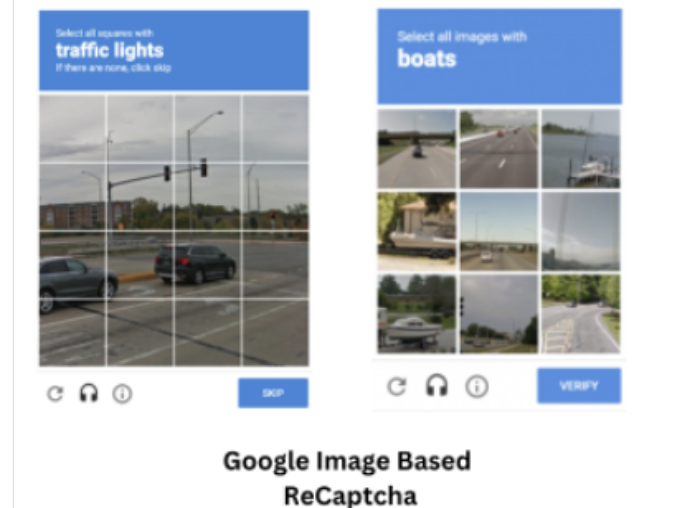 Select all squares with
traffic lights
If there are none, click skip
SKIP
Select all images with
boats
VERIFY
Google Image Based
ReCaptcha